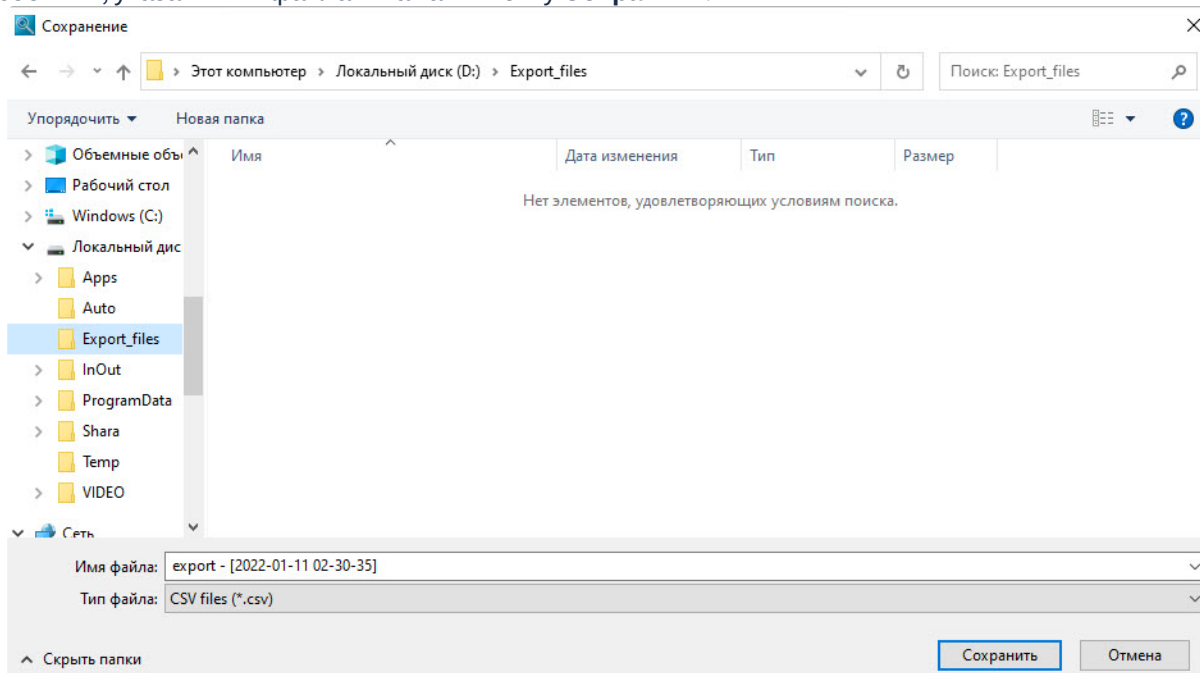 Сохранение
Этот компьютер > Локальный диск (D:) > Export_files
Поиск: Export_files
Упорядочить
Новая папка
Имя
Дата изменения
Тип
Размер
Нет элементов, удовлетворяющих условиям поиска.
Объемные объ
Рабочий стол
Windows (C:)
Локальный дис
Apps
Auto
Export_files
InOut
ProgramData
Shara
Temp
VIDEO
Сеть
Имя файла: export - [2022-01-11 02-30-35]
Тип файла: CSV files (*.csv)
Скрыть папки
Сохранить
Отмена